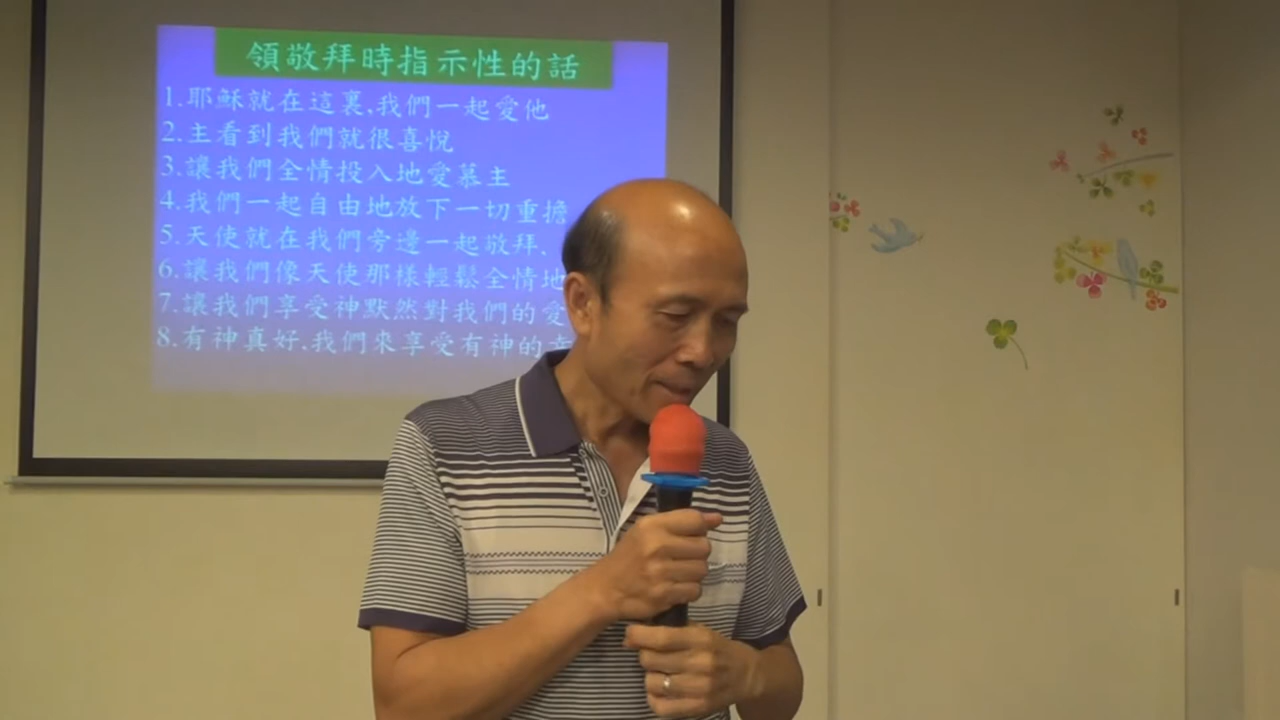 領敬拜時指示性的話
1.耶穌就在這裏,我們一起愛他
2.主看到我們就很喜悅
3.讓我們全情投入地愛慕主
4.我們一起自由地放下一切重擔
5.天使就在我們旁邊一起敬拜、
6.讓我們像天使那樣輕鬆全情地
7.讓我們享受神默然對我們的愛
8.有神真好,我們來享受有神的